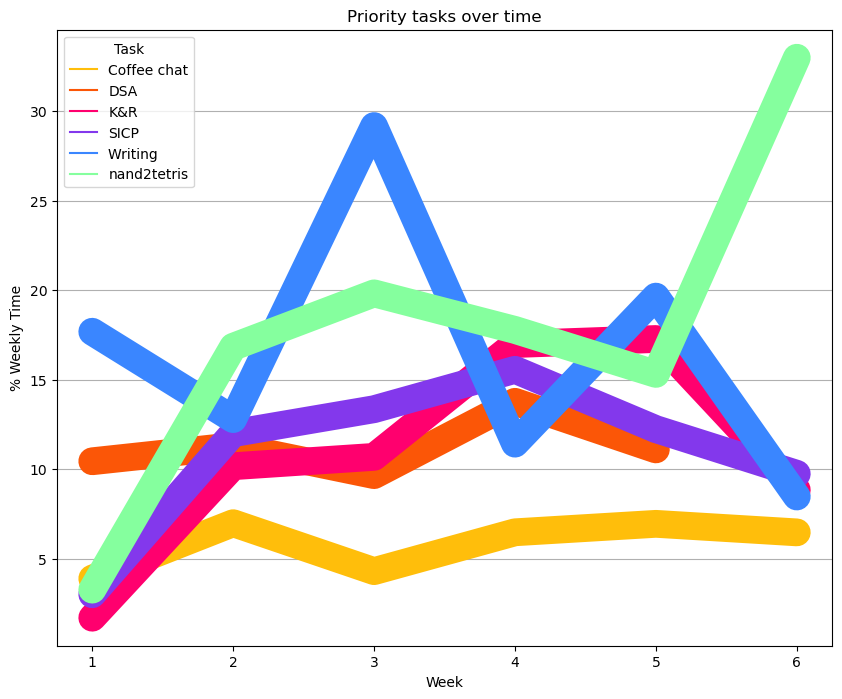 Priority tasks over time
Task
Coffee chat
DSA
K&R
SICP
Writing
nand2tetris
% Weekly Time
30
25
20
15
10
5
1 2 3 4 5 6
Week